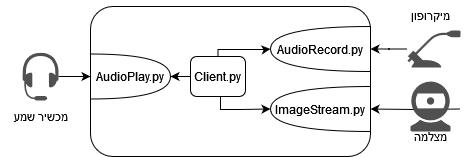 מיקרופון
AudioRecord.py
AudioPlay.py
Client.py
מכשיר שמע
ImageStream.py
מצלמה